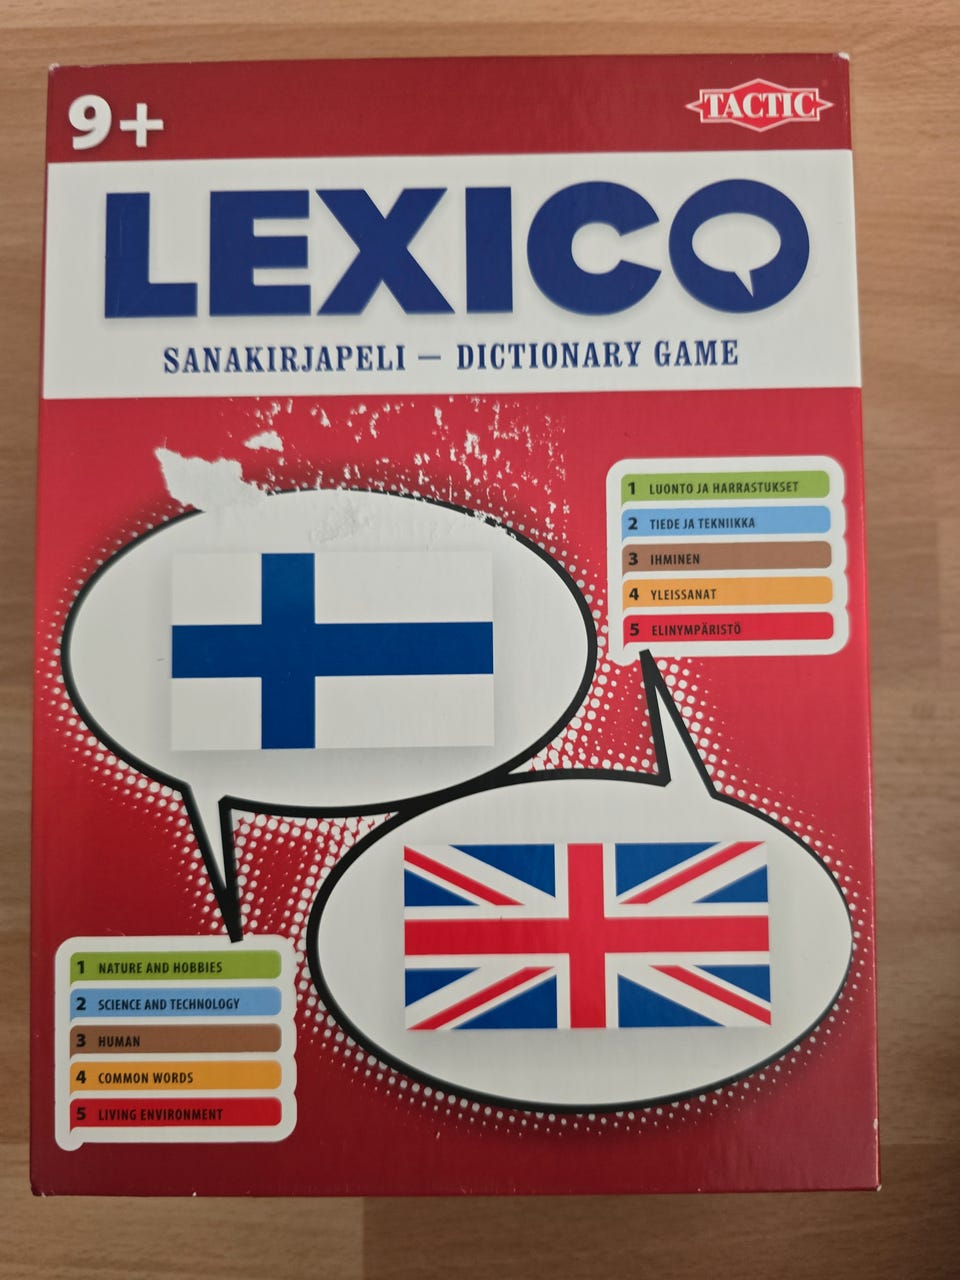 9+
TACTIC
LEXICO
SANAKIRJAPELI – DICTIONARY GAME
1 LUONTO JA HARRASTUKSET
2 TIEDE JA TEKNIIKKA
3 IHMINEN
4 YLEISSANAT
5 ELINYMPÄRISTÖ
1 NATURE AND HOBBIES
2 SCIENCE AND TECHNOLOGY
3 HUMAN
4 COMMON WORDS
5 LIVING ENVIRONMENT